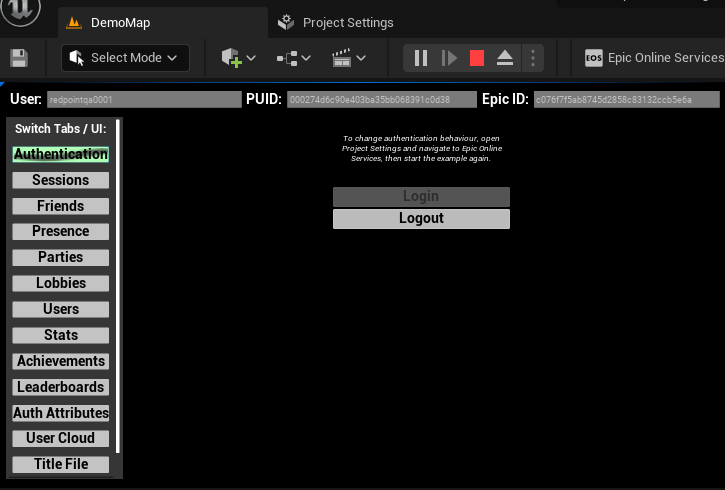 DemoMap
Project Settings
Select Mode
EOS Epic Online Services
User: redpointqa0001 PUID: 000274d6c90e403ba35bb068391c0d38 Epic ID: c076f7f5ab8745d2858c83132ccb5e6a
Switch Tabs / UI:
Authentication
Sessions
Friends
Presence
Parties
Lobbies
Users
Stats
Achievements
Leaderboards
Auth Attributes
User Cloud
Title File
To change authentication behaviour, open
Project Settings and navigate to Epic Online
Services, then start the example again.
Login
Logout